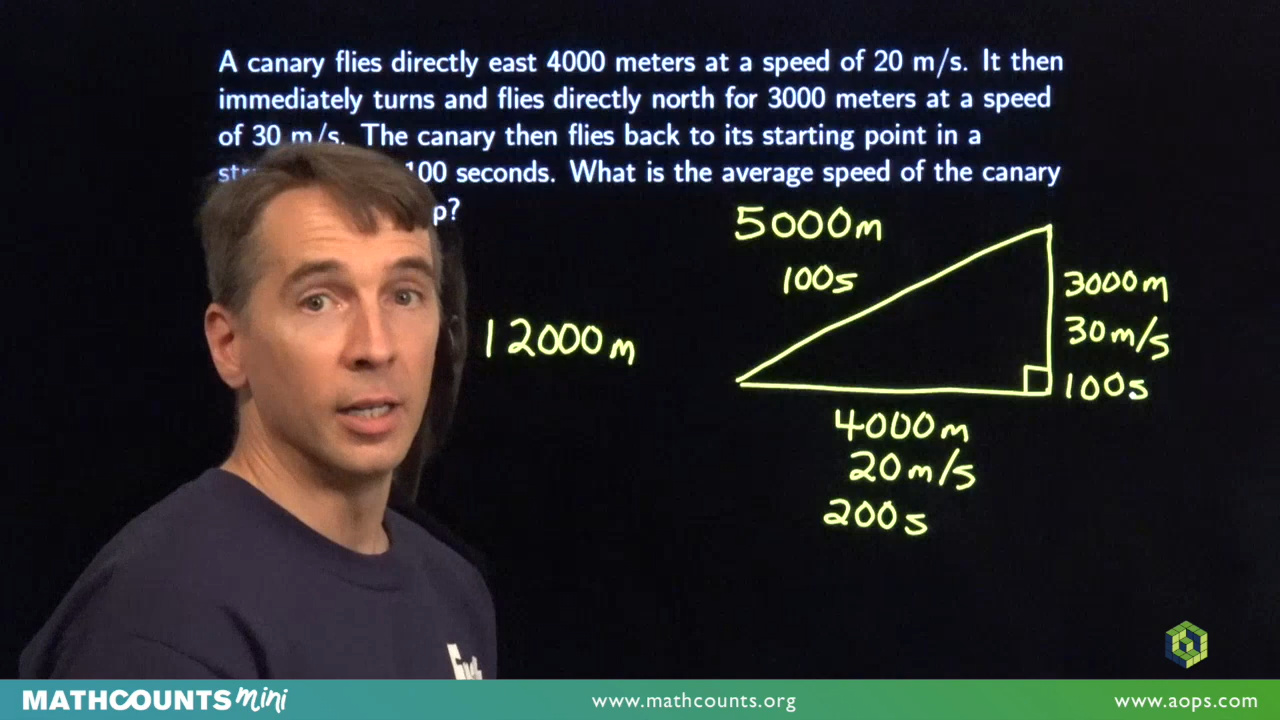 A canary flies directly east 4000 meters at a speed of 20 m/s. It then
immediately turns and flies directly north for 3000 meters at a speed
of 30 m/s. The canary then flies back to its starting point in a
100 seconds. What is the average speed of the canary
p?
5000m
100s
3000m
30m/s
100s
12000m
4000m
20m/s
200s
MATHCOUNTS mini
www.mathcounts.org
www.aops.com